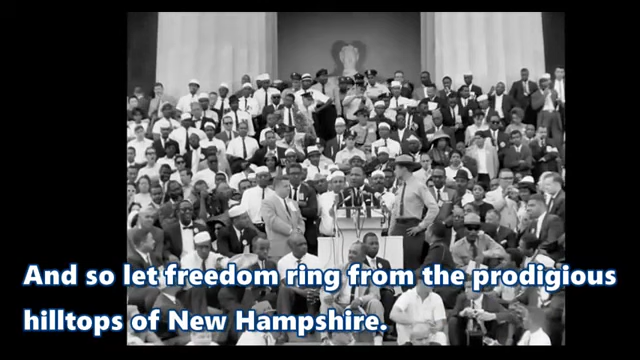 And so let freedom ring from the prodigious
hilltops of New Hampshire.